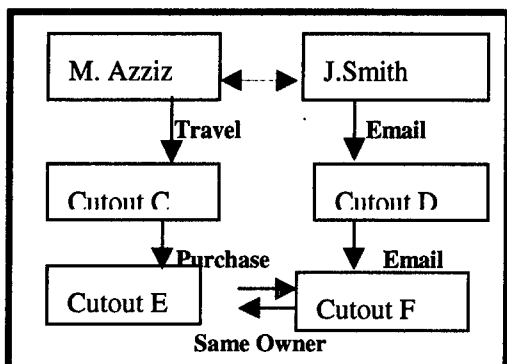 M. Azziz J.Smith
Travel Email
Cutout C Cutout D
Purchase Email
Cutout E Cutout F
Same Owner